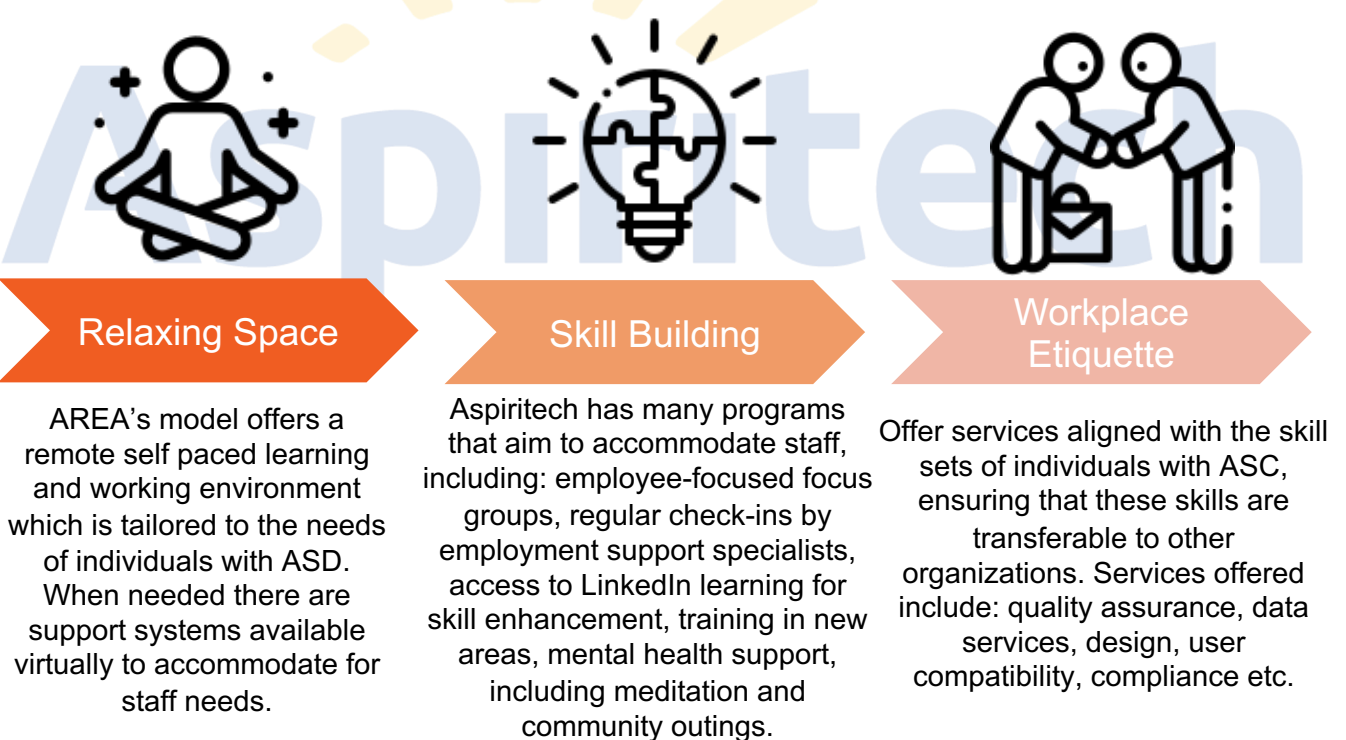 Aspiritech
Relaxing Space
AREA’s model offers a
remote self paced learning
and working environment
which is tailored to the needs
of individuals with ASD.
When needed there are
support systems available
virtually to accommodate for
staff needs.
Skill Building
Aspiritech has many programs
that aim to accommodate staff,
including: employee-focused focus
groups, regular check-ins by
employment support specialists,
access to LinkedIn learning for
skill enhancement, training in new
areas, mental health support,
including meditation and
community outings.
Workplace
Etiquette
Offer services aligned with the skill
sets of individuals with ASC,
ensuring that these skills are
transferable to other
organizations. Services offered
include: quality assurance, data
services, design, user
compatibility, compliance etc.